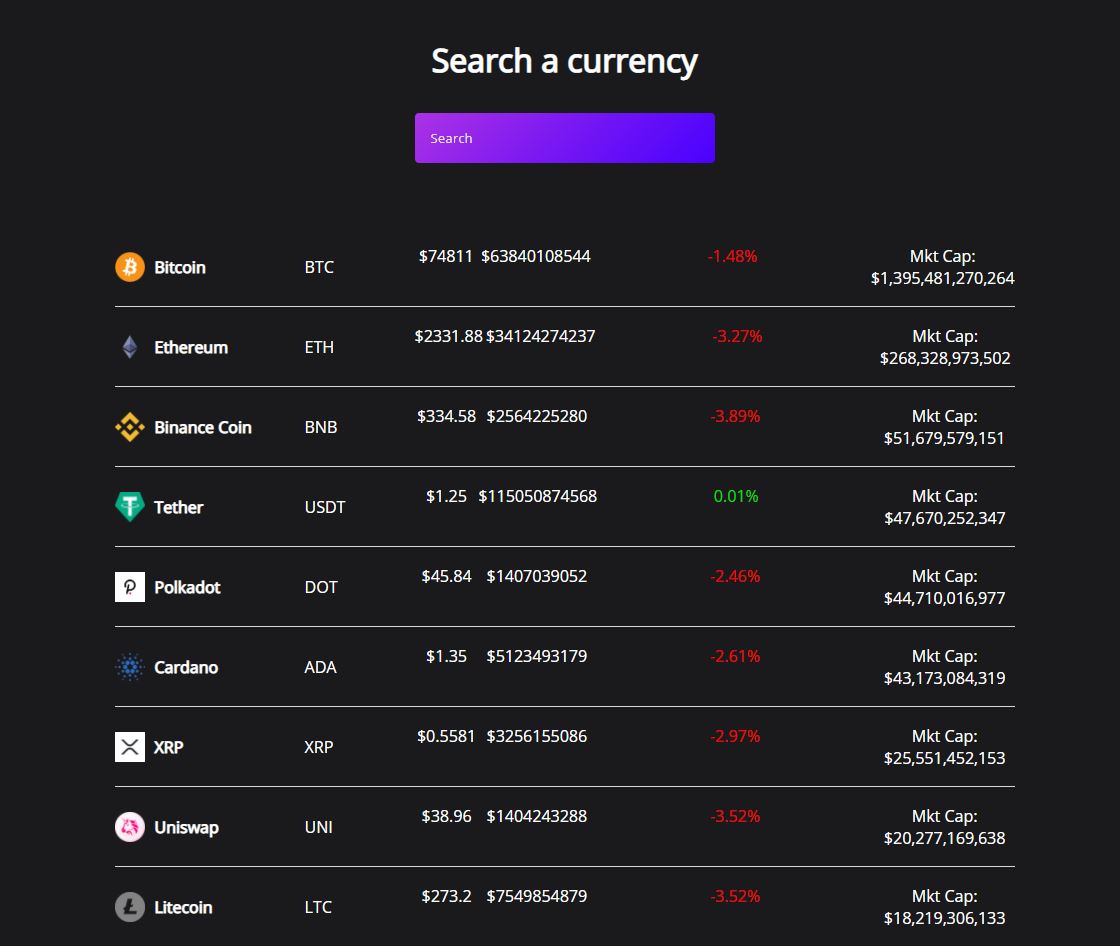 Search a currency
Search
Bitcoin BTC $74811 $63840108544 -1.48% Mkt Cap:
$1,395,481,270,264
Ethereum ETH $2331.88 $34124274237 -3.27% Mkt Cap:
$268,328,973,502
Binance Coin BNB $334.58 $2564225280 -3.89% Mkt Cap:
$51,679,579,151
Tether USDT $1.25 $115050874568 0.01% Mkt Cap:
$47,670,252,347
Polkadot DOT $45.84 $1407039052 -2.46% Mkt Cap:
$44,710,016,977
Cardano ADA $1.35 $5123493179 -2.61% Mkt Cap:
$43,173,084,319
XRP XRP $0.5581 $3256155086 -2.97% Mkt Cap:
$25,551,452,153
Uniswap UNI $38.96 $1404243288 -3.52% Mkt Cap:
$20,277,169,638
Litecoin LTC $273.2 $7549854879 -3.52% Mkt Cap:
$18,219,306,133